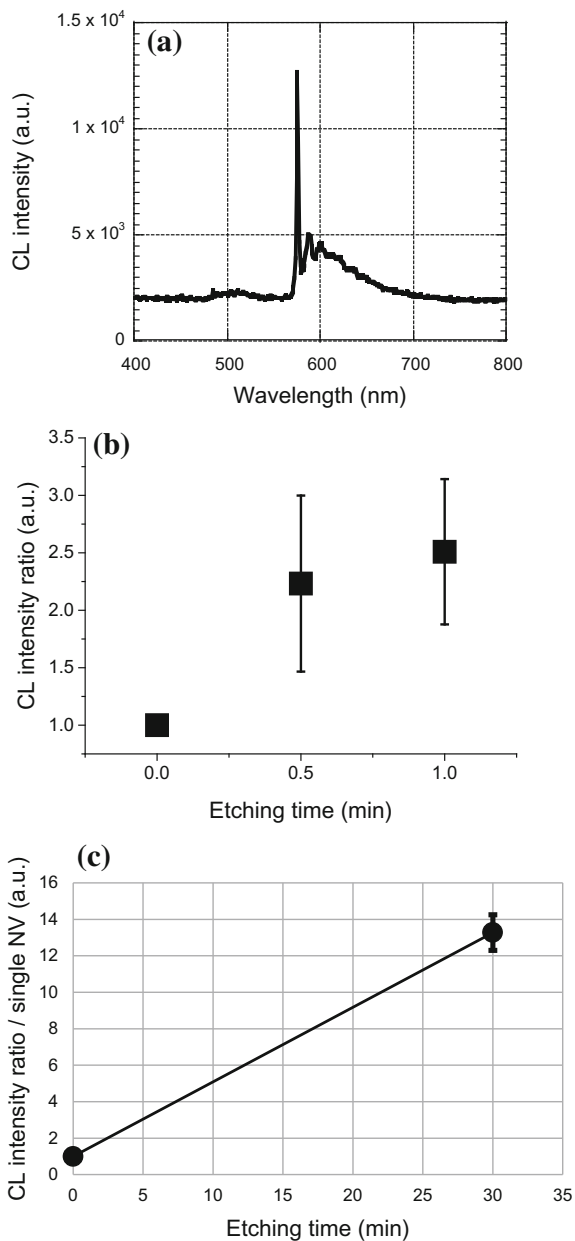 (a)
CL intensity (a.u.)
1.5 x 10⁴
1 x 10⁴
5 x 10³
0
400 500 600 700 800
Wavelength (nm)
(b)
CL intensity ratio (a.u.)
3.5
3.0
2.5
2.0
1.5
1.0
0.0 0.5 1.0
Etching time (min)
(c)
CL intensity ratio / single NV (a.u.)
16
14
12
10
8
6
4
2
0
0 5 10 15 20 25 30 35
Etching time (min)